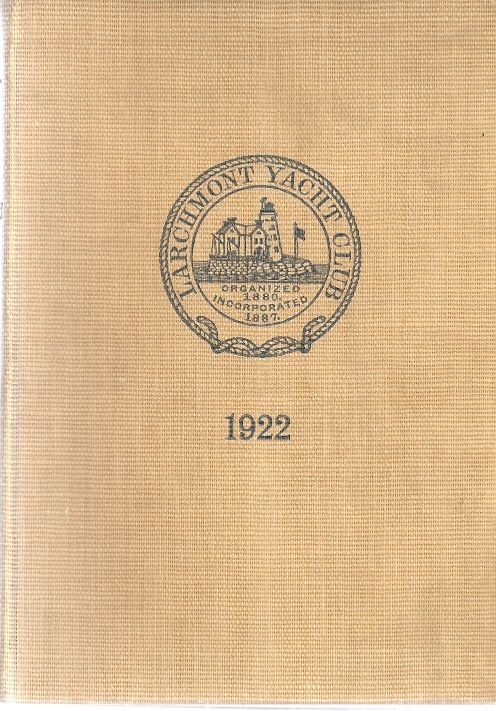 LARCHMONT YACHT CLUB
ORGANIZED
1880.
INCORPORATED
1887.
1922